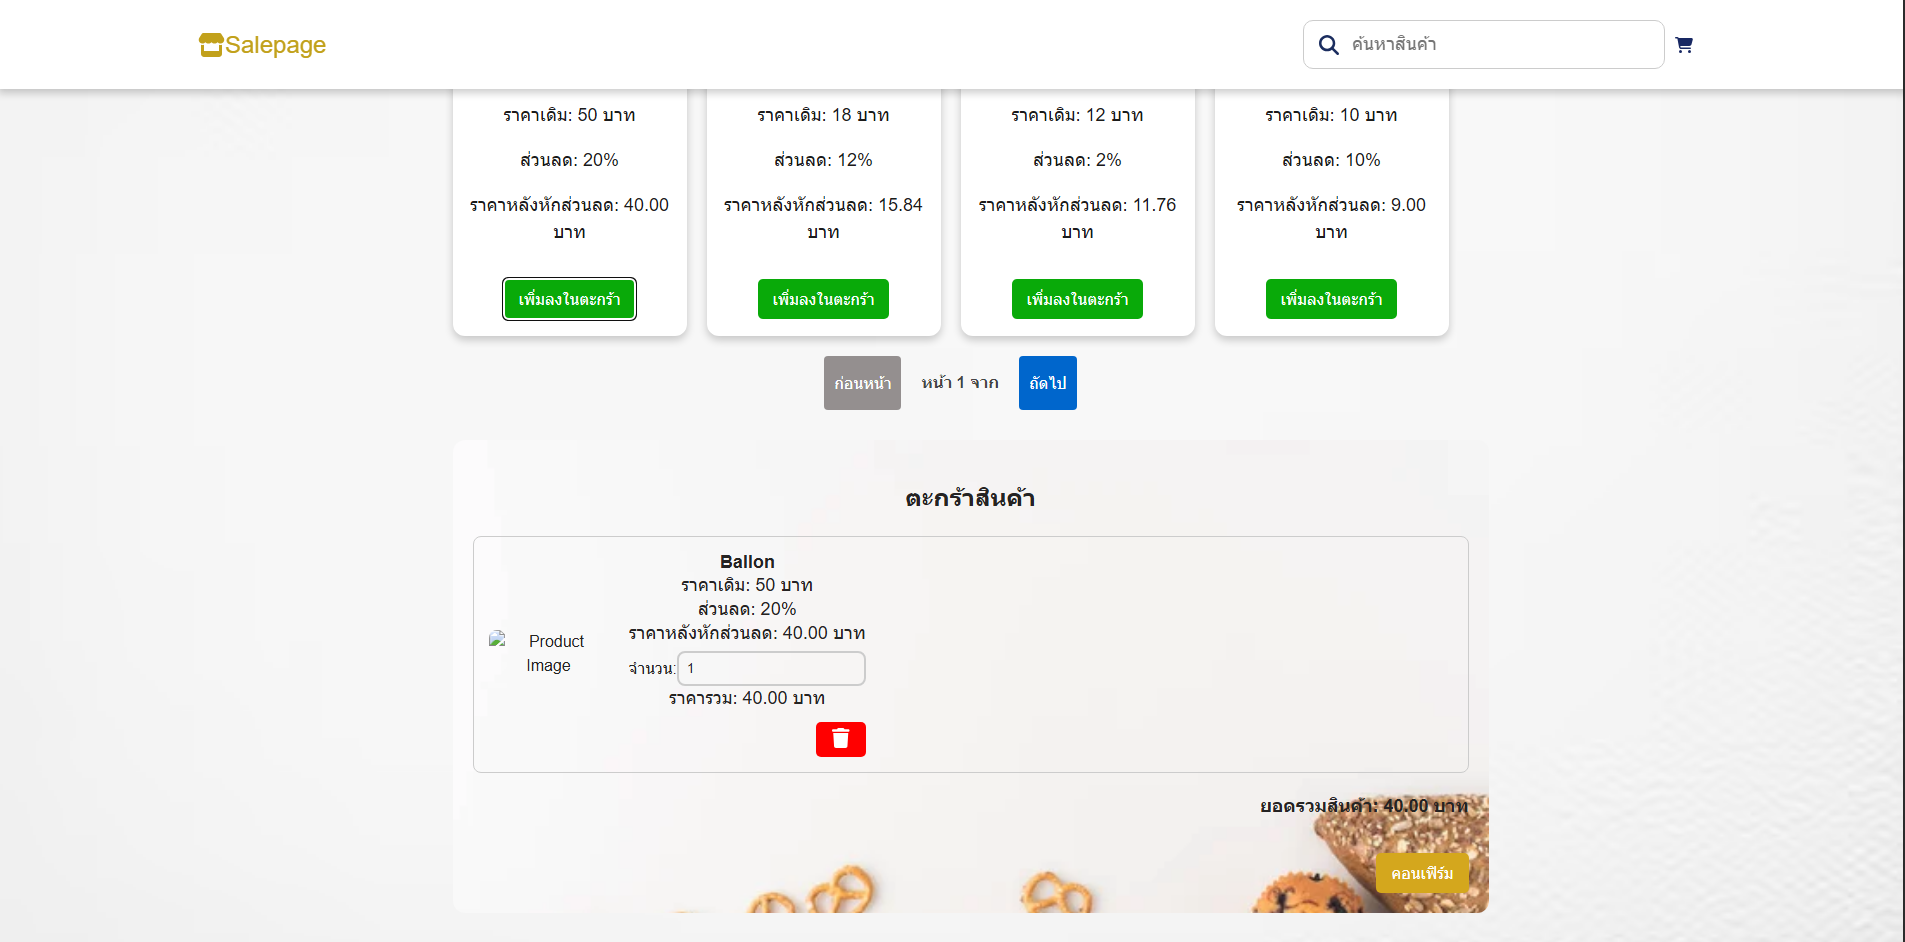 Salepage
ค้นหาสินค้า
ราคาเดิม: 50 บาท
ส่วนลด: 20%
ราคาหลังหักส่วนลด: 40.00
บาท
เพิ่มลงในตะกร้า
ราคาเดิม: 18 บาท
ส่วนลด: 12%
ราคาหลังหักส่วนลด: 15.84
บาท
เพิ่มลงในตะกร้า
ราคาเดิม: 12 บาท
ส่วนลด: 2%
ราคาหลังหักส่วนลด: 11.76
บาท
เพิ่มลงในตะกร้า
ราคาเดิม: 10 บาท
ส่วนลด: 10%
ราคาหลังหักส่วนลด: 9.00
บาท
เพิ่มลงในตะกร้า
ก่อนหน้า
หน้า 1 จาก
ถัดไป
ตะกร้าสินค้า
Product
Image
Ballon
ราคาเดิม: 50 บาท
ส่วนลด: 20%
ราคาหลังหักส่วนลด: 40.00 บาท
จำนวน: 1
ราคารวม: 40.00 บาท
ยอดรวมสินค้า: 40.00 บาท
คอนเฟิร์ม